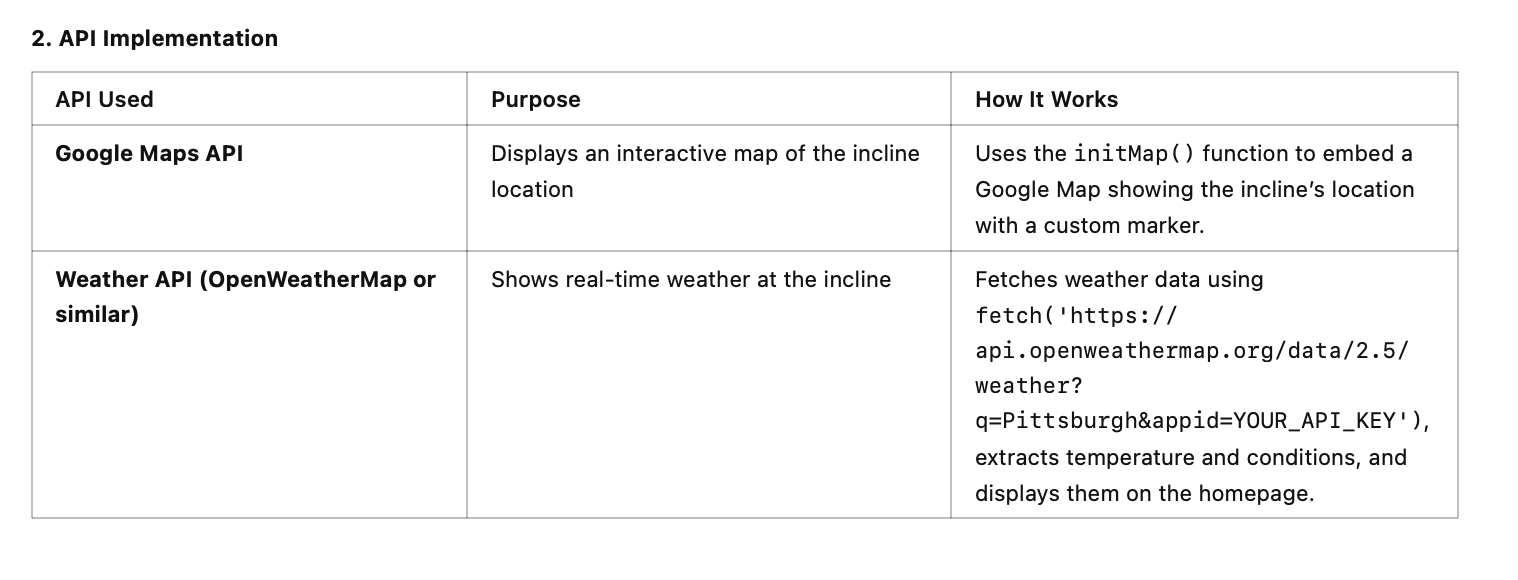 2. API Implementation
API Used
Purpose
How It Works
Google Maps API
Displays an interactive map of the incline
location
Uses the initMap() function to embed a
Google Map showing the incline’s location
with a custom marker.
Weather API (OpenWeatherMap or
similar)
Shows real-time weather at the incline
Fetches weather data using
fetch('https://
api.openweathermap.org/data/2.5/
weather?
q=Pittsburgh&appid=YOUR_API_KEY'),
extracts temperature and conditions, and
displays them on the homepage.